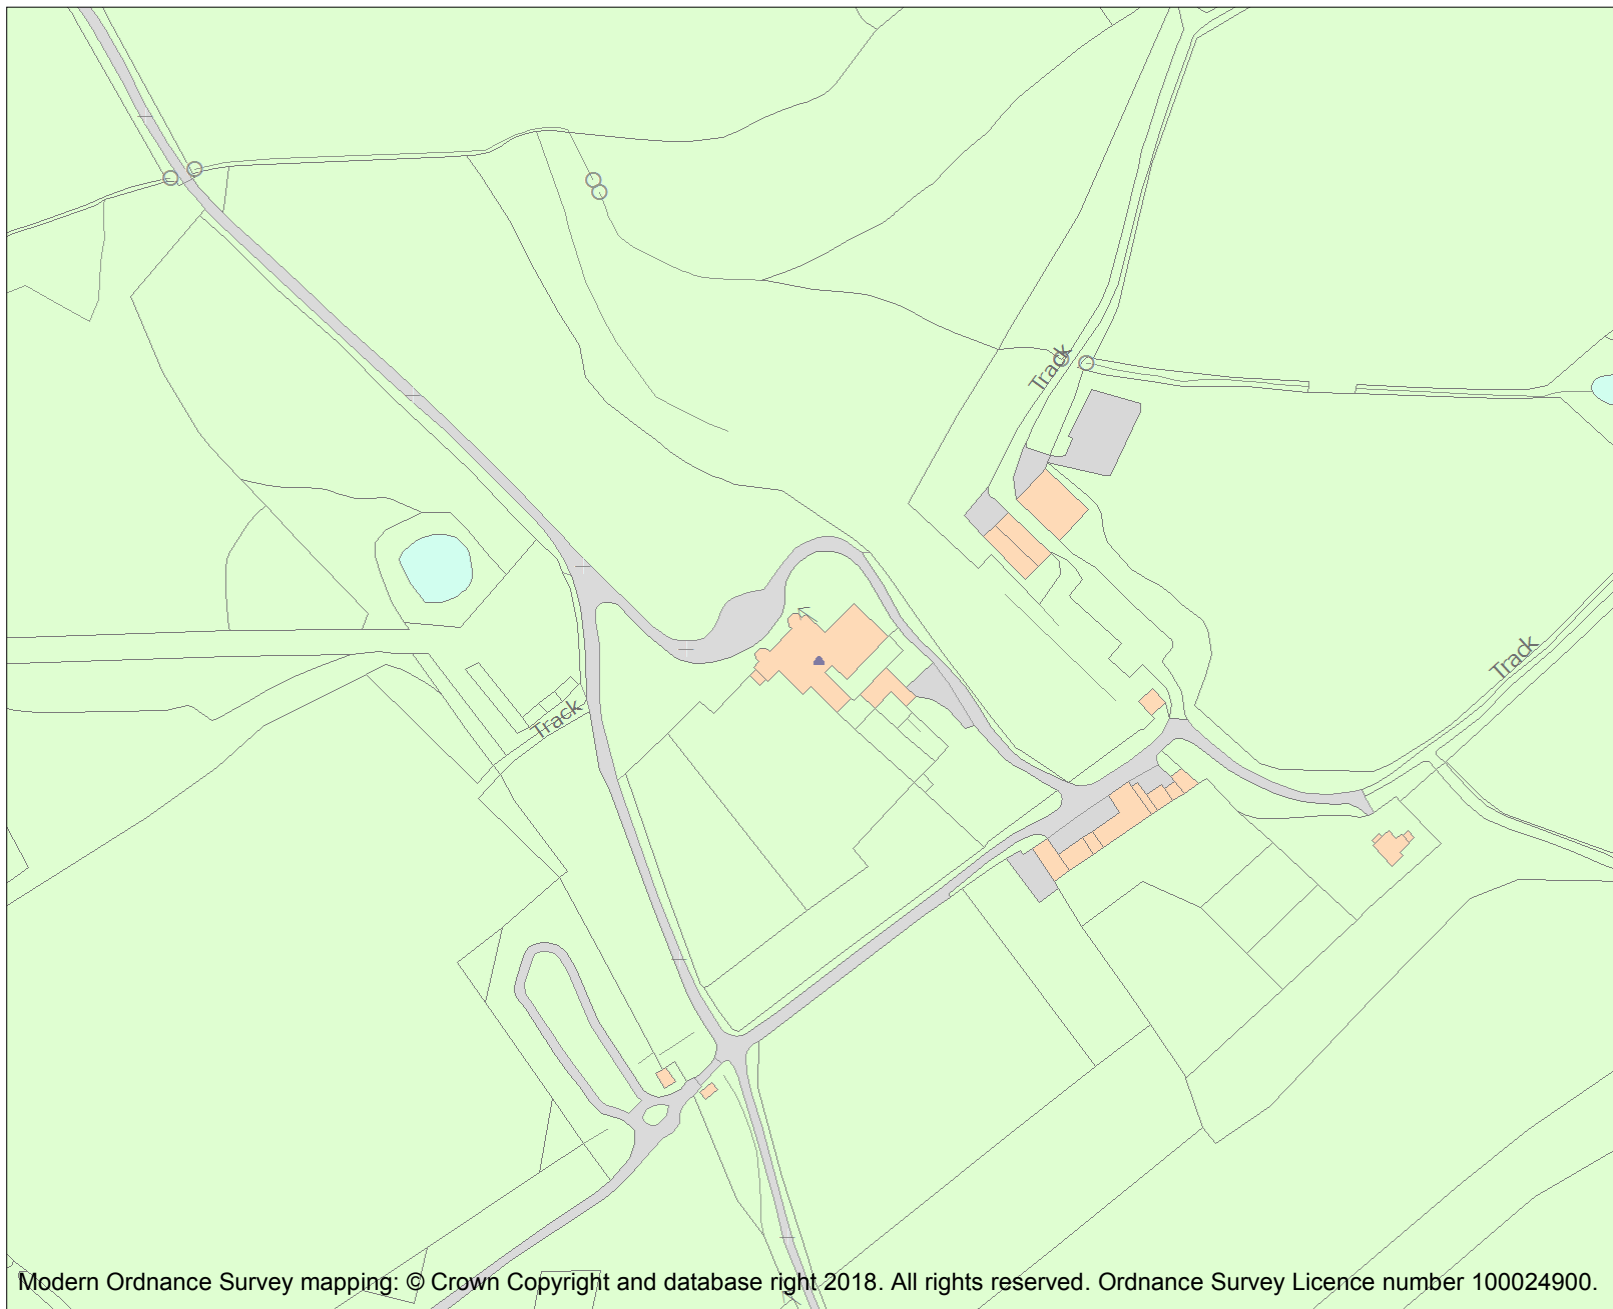 Track
Track
Track
Modern Ordnance Survey mapping: © Crown Copyright and database right 2018. All rights reserved. Ordnance Survey Licence number 100024900.